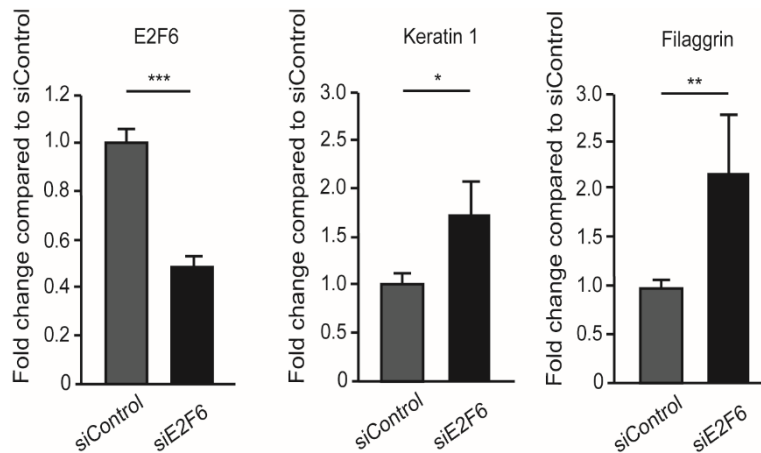 E2F6
Fold change compared to siControl
***
1.2
1.0
0.8
0.6
0.4
0.2
0
siControl
siE2F6
Keratin 1
Fold change compared to siControl
*
3.0
2.5
2.0
1.5
1.0
0.5
0
siControl
siE2F6
Filaggrin
Fold change compared to siControl
**
3.0
2.5
2.0
1.5
1.0
0.5
0
siControl
siE2F6